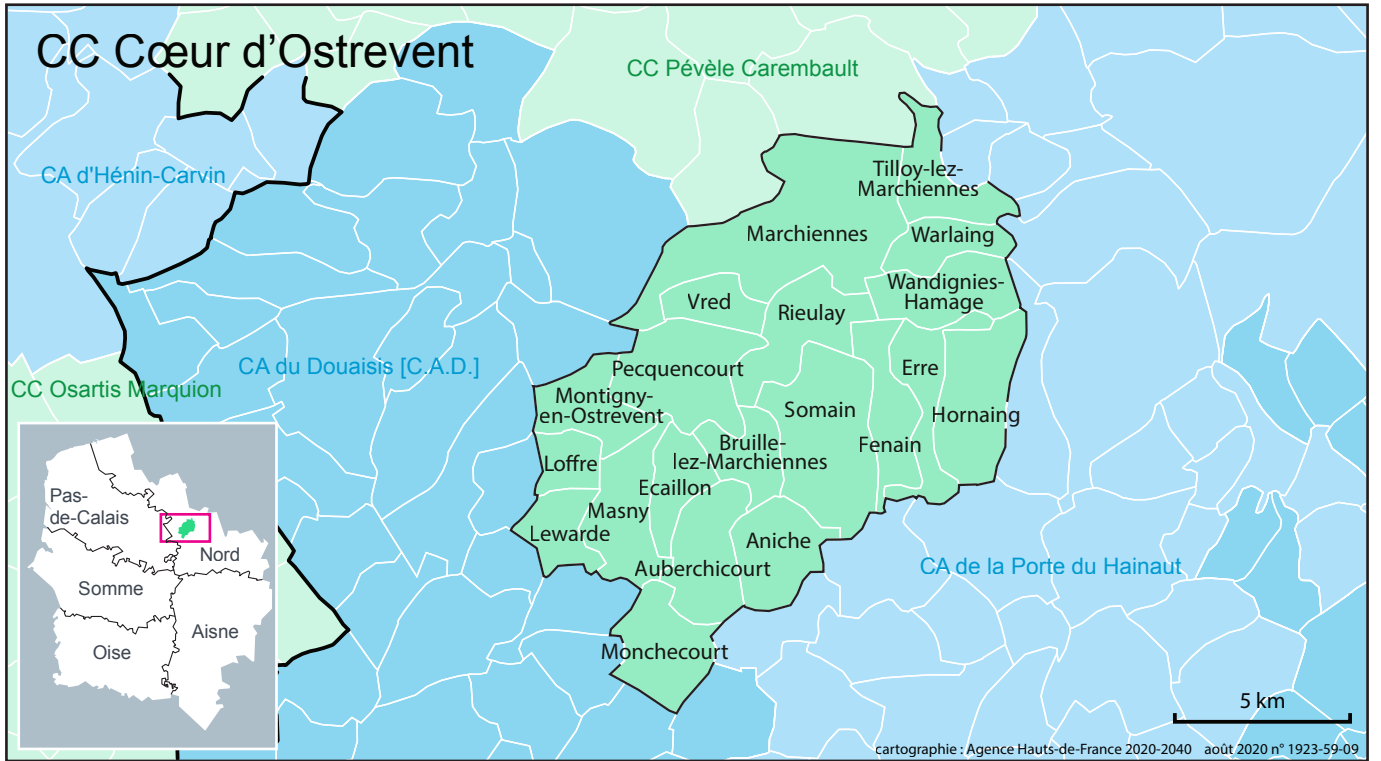 CC Cœur d'Ostrevent
CC Pévèle Carembault
CA d'Hénin-Carvin
Tilloy-lez-
Marchiennes
Marchiennes
Warlaing
Wandignies-
Hamage
Vred
Rieulay
CA du Douaisis [C.A.D.]
Pecquencourt
Erre
CC Osartis Marquion
Montigny-
en-Ostrevent
Somain
Hornaing
Bruille-
lez-Marchiennes
Fenain
Loffre
Ecaillon
Masny
Lewarde
Aniche
Auberchicourt
CA de la Porte du Hainaut
Monchecourt
Pas-
de-Calais
Nord
Somme
Aisne
Oise
5 km
cartographie : Agence Hauts-de-France 2020-2040 août 2020 n° 1923-59-09